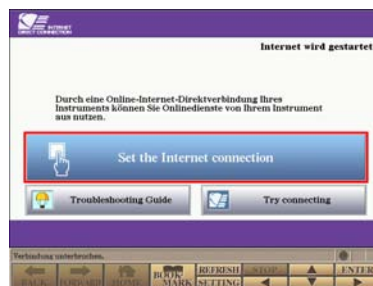 INTERNET
DIRECT CONNECTION
Internet wird gestartet
Durch eine Online-Internet-Direktverbindung Ihres
Instruments können Sie Onlinedienste von Ihrem Instrument
aus nutzen.
Set the Internet connection
Troubleshooting Guide
Try connecting
Verbindung unterbrochen.
BACK FORWARD HOME BOOK MARK REFRESH STOP ENTER
SETTING